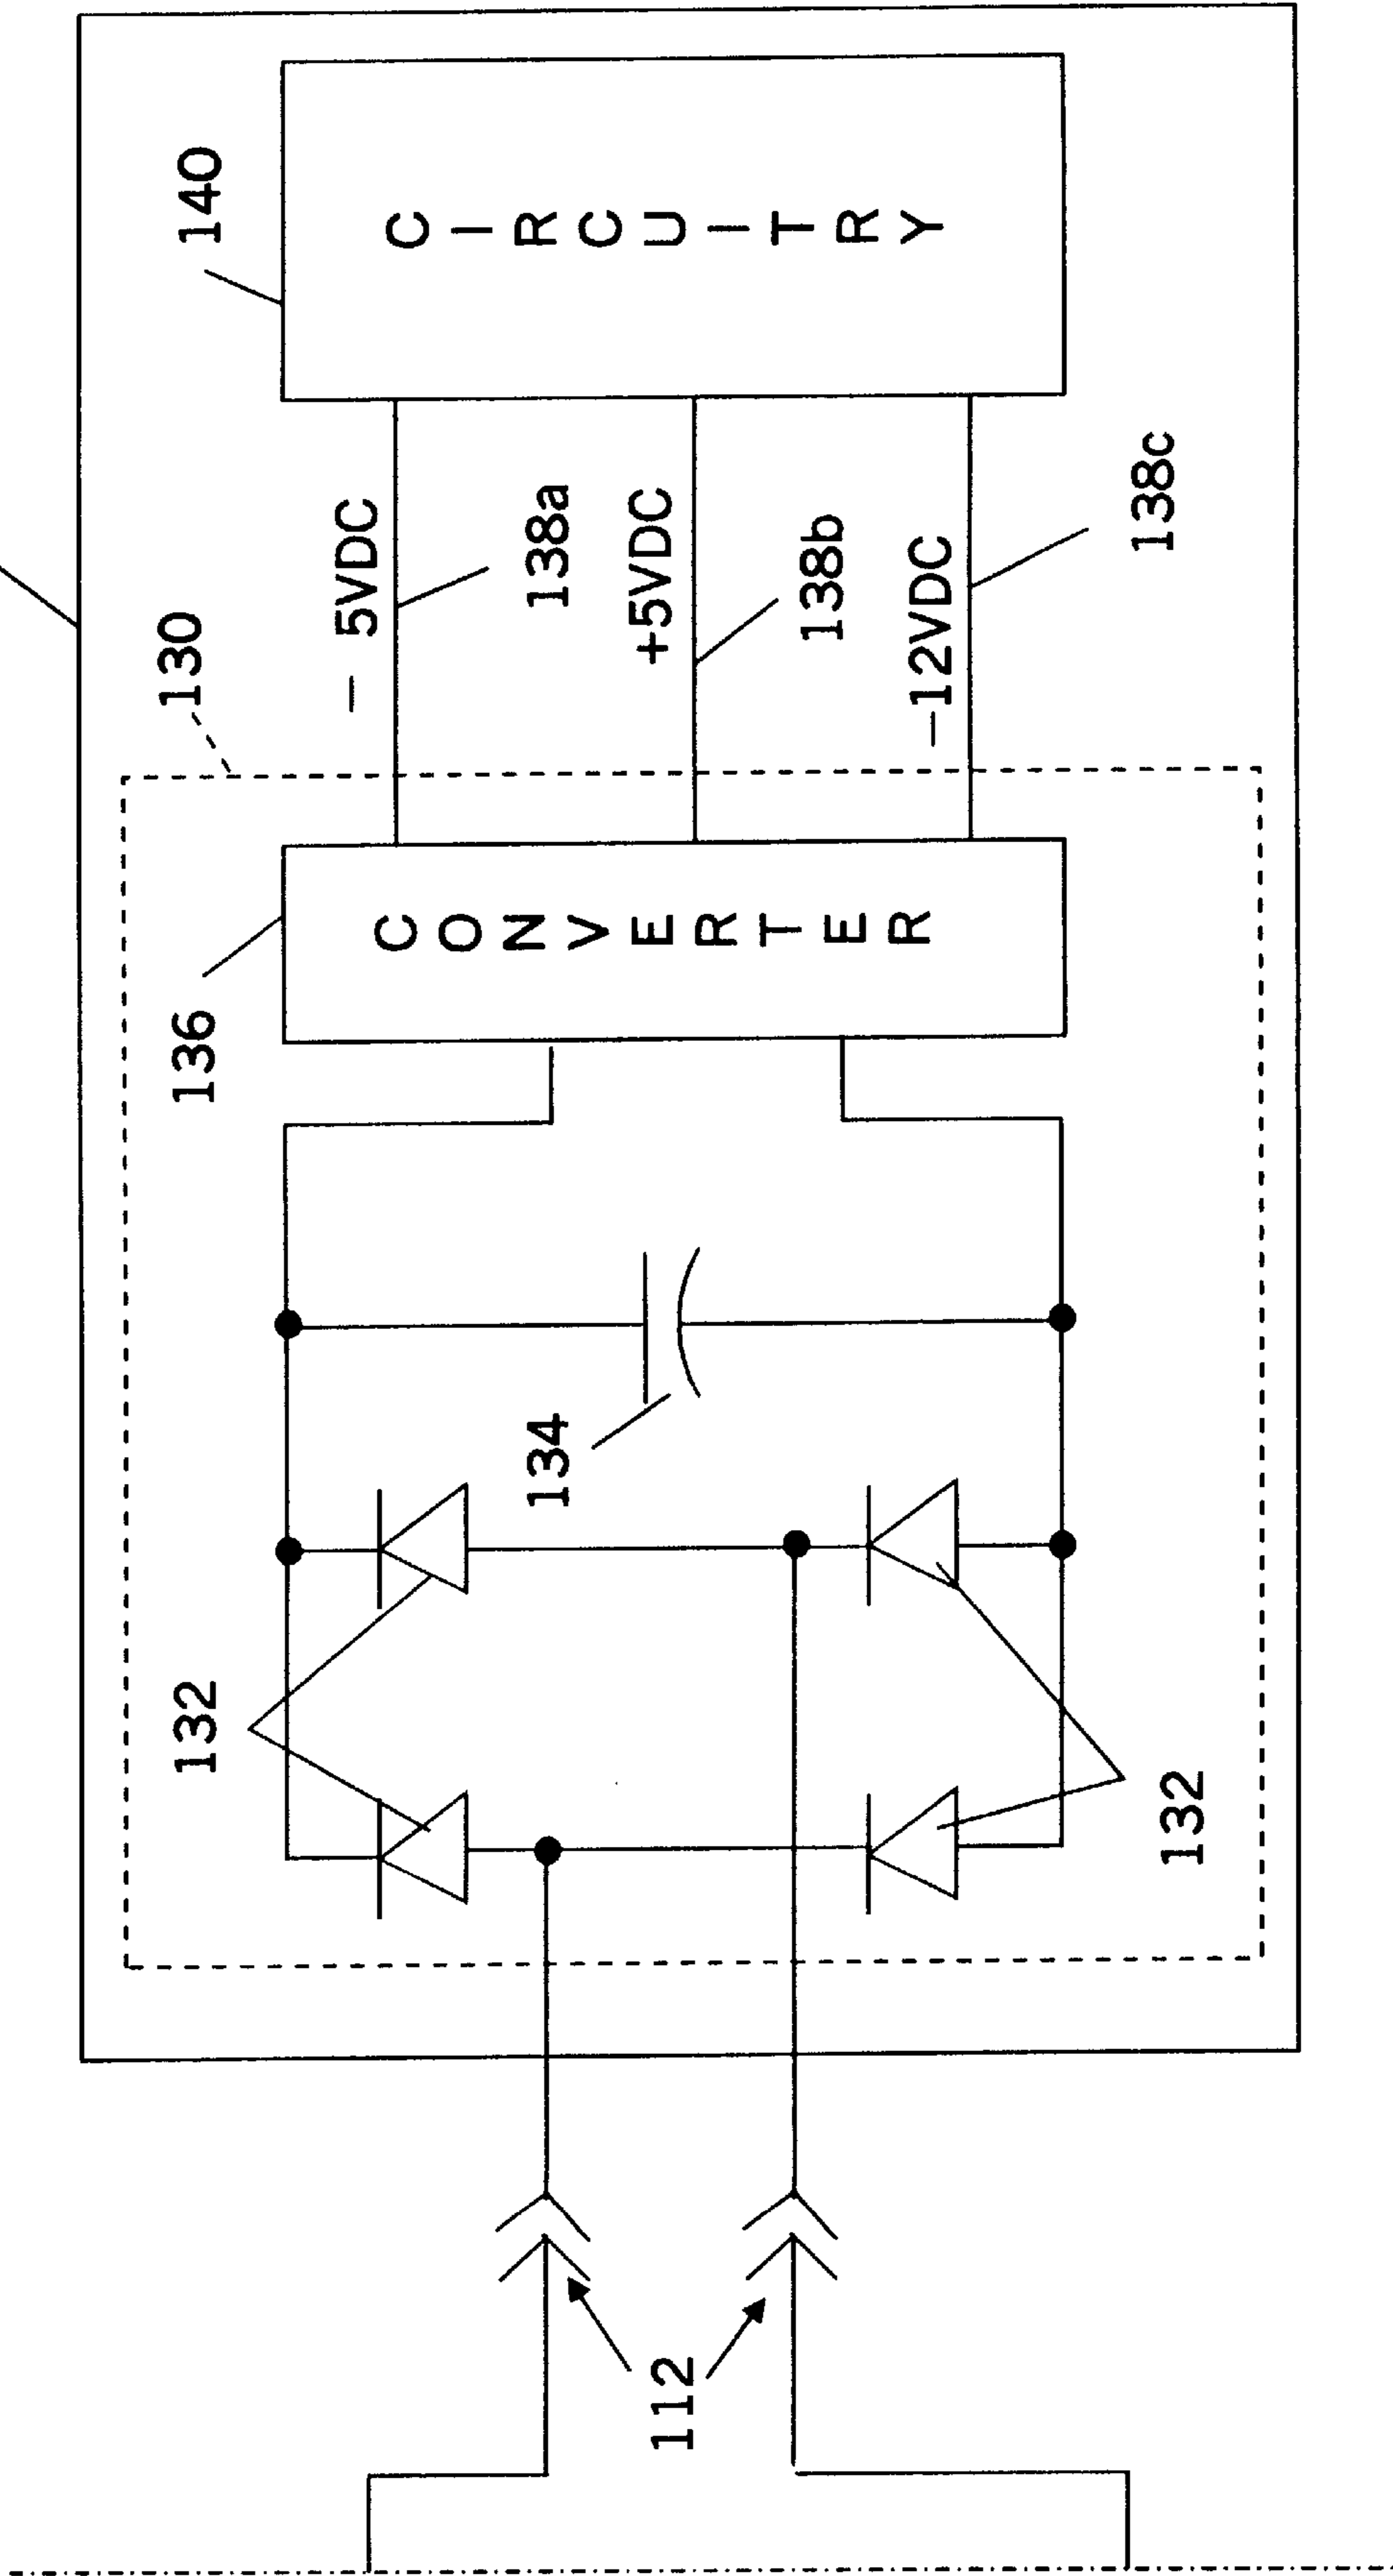 140
CIRCUITRY
130
− 5VDC
138a
+5VDC
138b
−12VDC
138c
136
CONVERTER
134
132
132
112